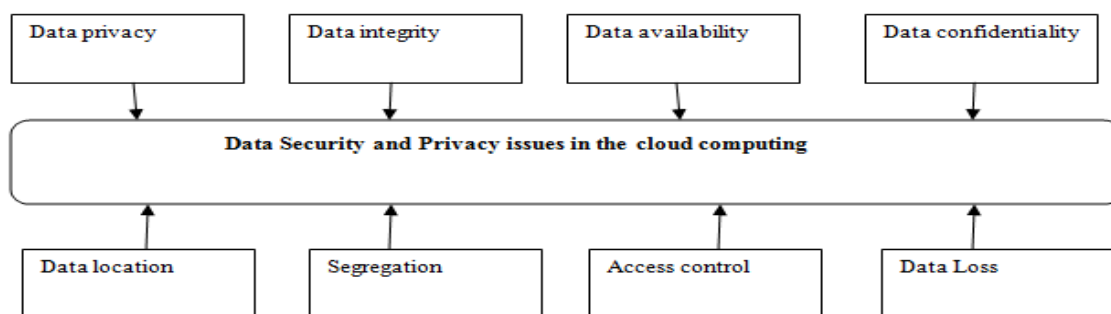 Data privacy
Data integrity
Data availability
Data confidentiality
Data Security and Privacy issues in the cloud computing
Data location
Segregation
Access control
Data Loss